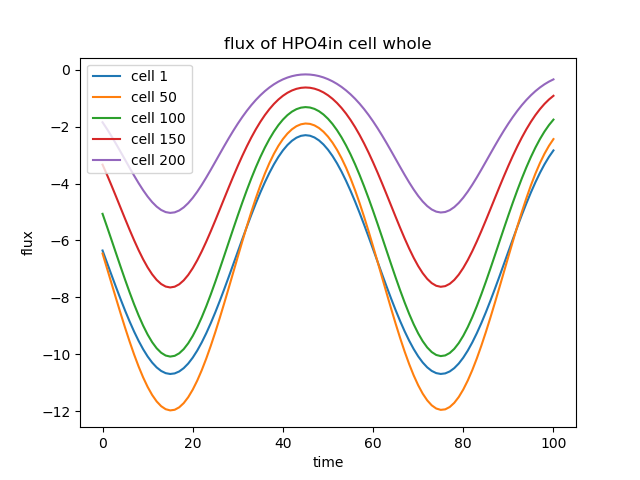 flux of HPO4in cell whole
cell 1
cell 50
cell 100
cell 150
cell 200
flux
0
−2
−4
−6
−8
−10
−12
0 20 40 60 80 100
time